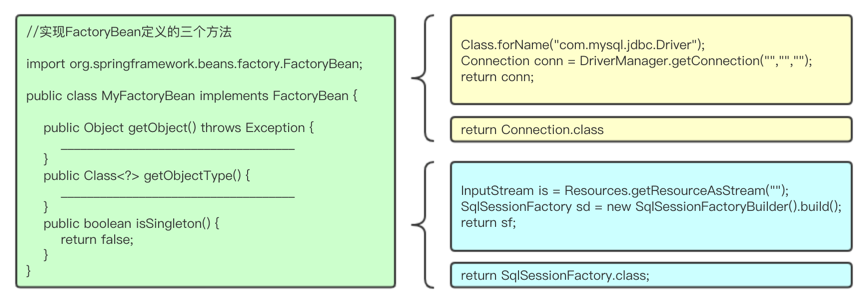 //实现FactoryBean定义的三个方法
import org.springframework.beans.factory.FactoryBean;
public class MyFactoryBean implements FactoryBean {
public Object getObject() throws Exception {
}
public Class<?> getObjectType() {
}
public boolean isSingleton() {
return false;
}
}
Class.forName("com.mysql.jdbc.Driver");
Connection conn = DriverManager.getConnection("","","");
return conn;
return Connection.class
InputStream is = Resources.getResourceAsStream("");
SqlSessionFactory sd = new SqlSessionFactoryBuilder().build();
return sf;
return SqlSessionFactory.class;